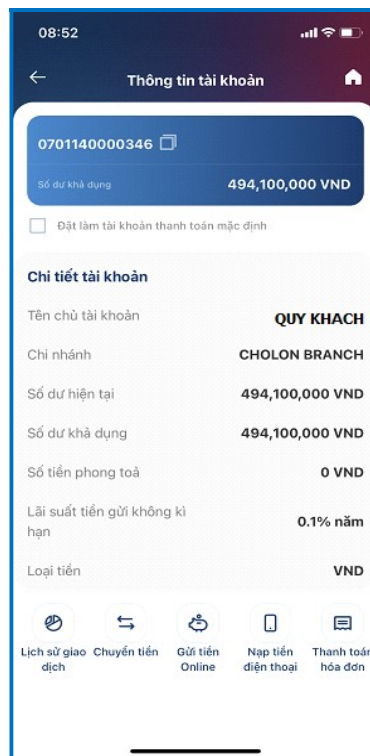 08:52
Thông tin tài khoản
0701140000346
Số dư khả dụng 494,100,000 VND
Đặt làm tài khoản thanh toán mặc định
Chi tiết tài khoản
Tên chủ tài khoản QUY KHACH
Chi nhánh CHOLON BRANCH
Số dư hiện tại 494,100,000 VND
Số dư khả dụng 494,100,000 VND
Số tiền phong toả 0 VND
Lãi suất tiền gửi không kì
hạn 0.1% năm
Loại tiền VND
Lịch sử giao
dịch
Chuyển tiền
Gửi tiền
Online
Nạp tiền
điện thoại
Thanh toán
hóa đơn